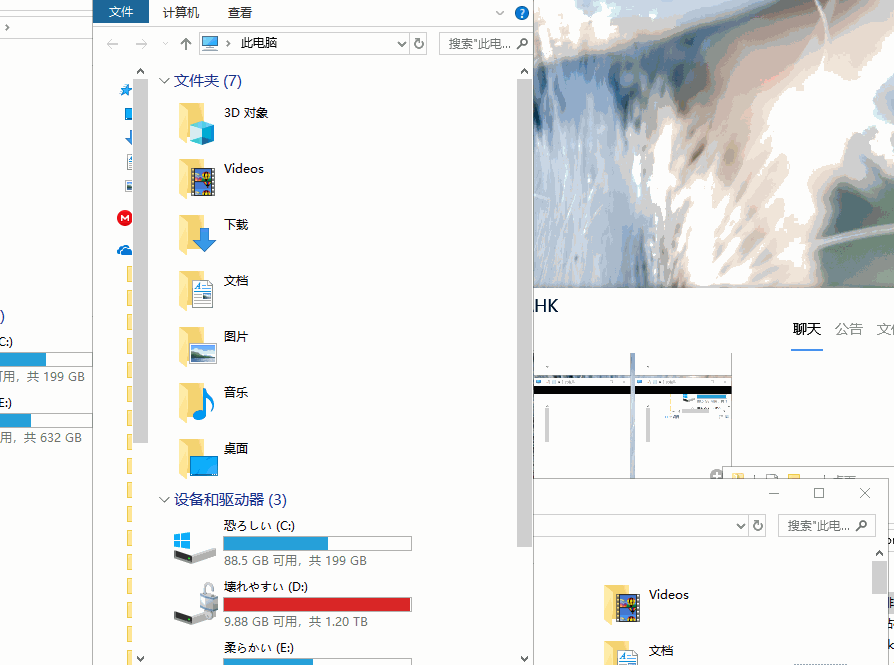 文件 计算机 查看
此电脑
搜索"此电...
文件夹 (7)
3D 对象
Videos
下载
文档
图片
音乐
桌面
设备和驱动器 (3)
恐ろしい (C:)
88.5 GB 可用，共 199 GB
壊れやすい (D:)
9.88 GB 可用，共 1.20 TB
柔らかい (E:)
)
C:)
可用，共 199 GB
E:)
用，共 632 GB
HK
聊天 公告 文
搜索"此电...
Videos
文档